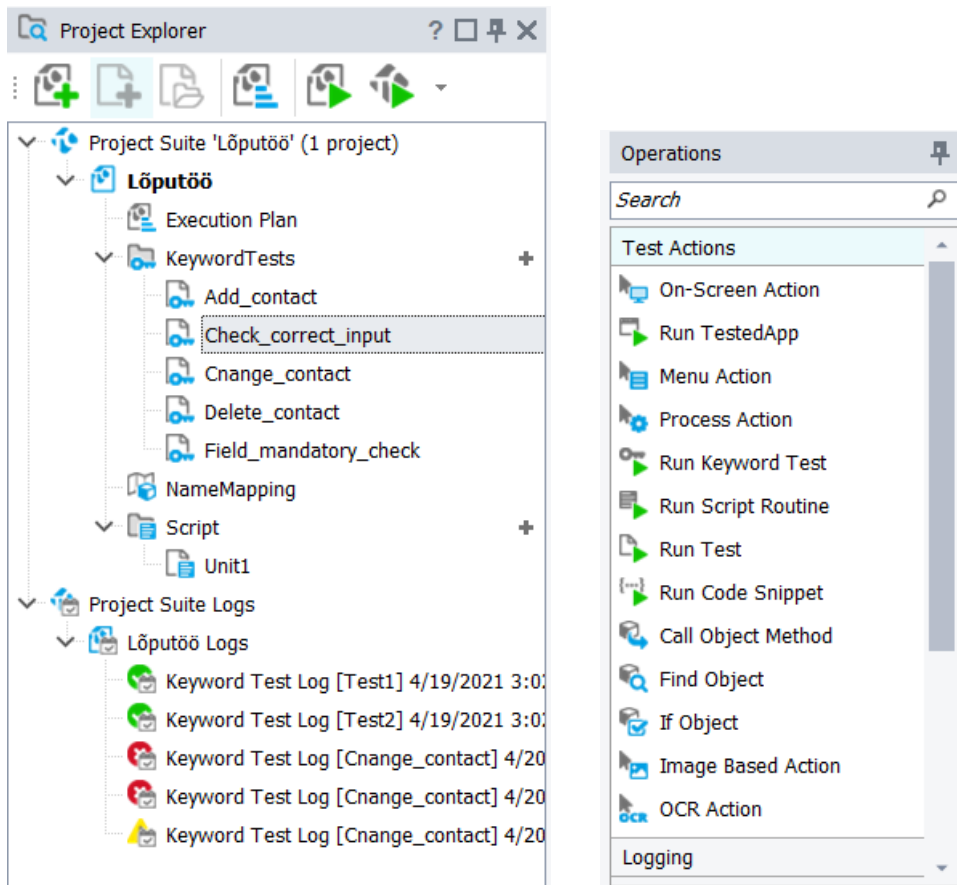 Project Explorer
?
Project Suite 'Lõputöö' (1 project)
Lõputöö
Execution Plan
KeywordTests
Add_contact
Check_correct_input
Cnange_contact
Delete_contact
Field_mandatory_check
NameMapping
Script
Unit1
Project Suite Logs
Lõputöö Logs
Keyword Test Log [Test1] 4/19/2021 3:0
Keyword Test Log [Test2] 4/19/2021 3:0
Keyword Test Log [Cnange_contact] 4/20
Keyword Test Log [Cnange_contact] 4/20
Keyword Test Log [Cnange_contact] 4/20
Operations
Search
Test Actions
On-Screen Action
Run TestedApp
Menu Action
Process Action
Run Keyword Test
Run Script Routine
Run Test
{...}
Run Code Snippet
Call Object Method
Find Object
If Object
Image Based Action
OCR
OCR Action
Logging